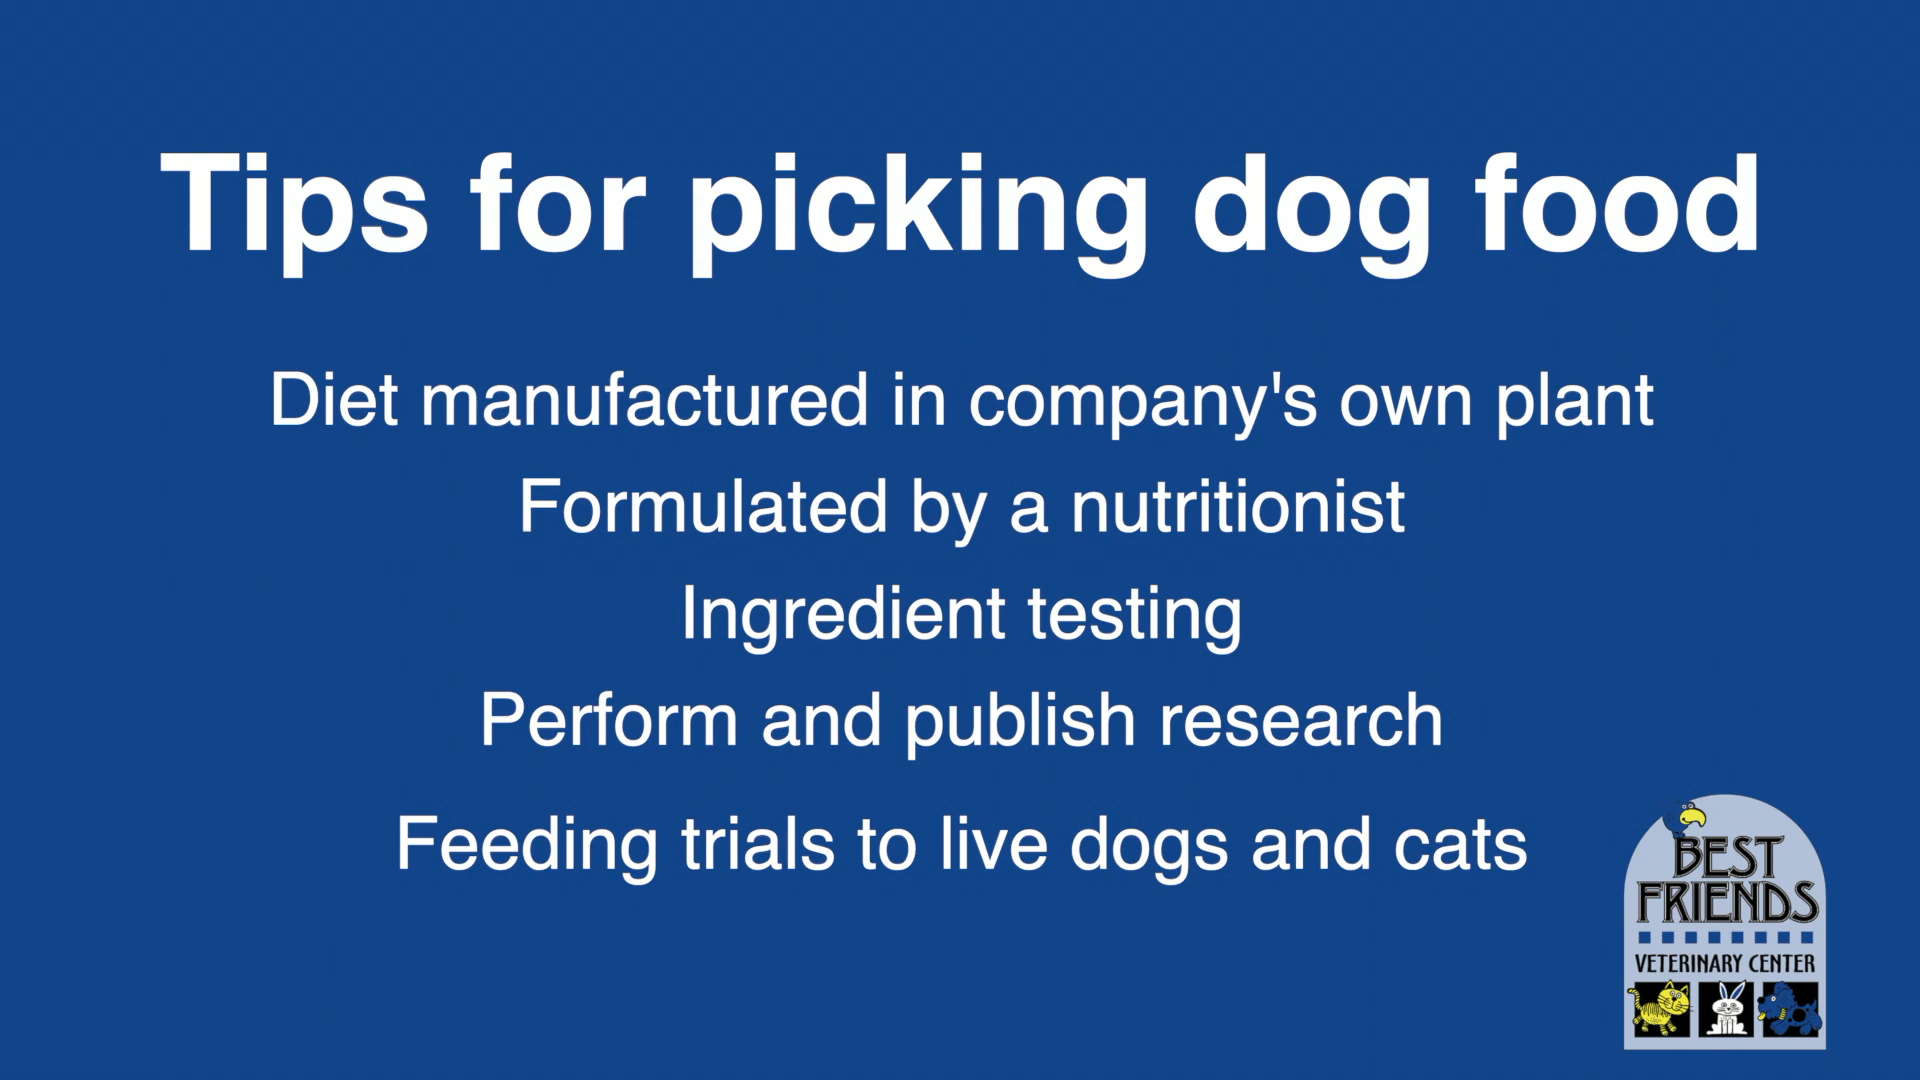 Tips for picking dog food
Diet manufactured in company's own plant
Formulated by a nutritionist
Ingredient testing
Perform and publish research
Feeding trials to live dogs and cats
BEST
FRIENDS
VETERINARY CENTER